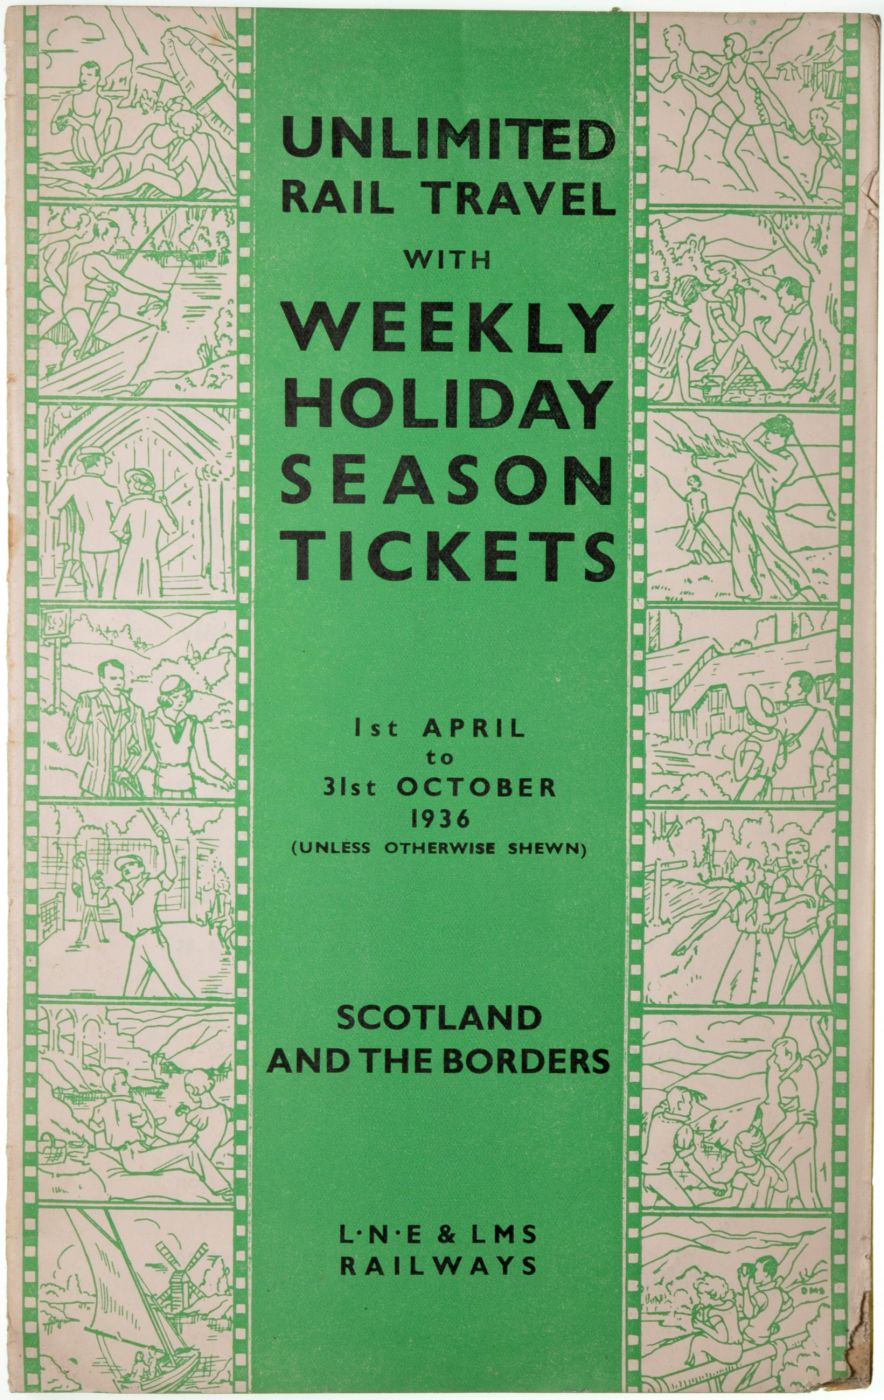 UNLIMITED
RAIL TRAVEL
WITH
WEEKLY
HOLIDAY
SEASON
TICKETS
1st APRIL
to
31st OCTOBER
1936
(UNLESS OTHERWISE SHEWN)
SCOTLAND
AND THE BORDERS
L·N·E & LMS
RAILWAYS
DMS